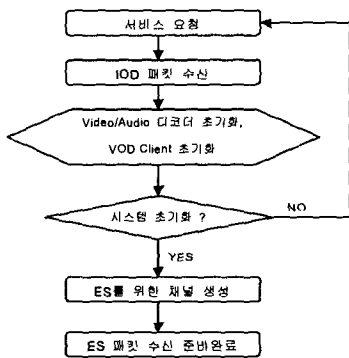 서비스 요청
IOD 패킷 수신
Video/Audio 디코더 초기화,
VOD Client 초기화
시스템 초기화 ?
NO
YES
ES를 위한 채널 생성
ES 패킷 수신 준비완료